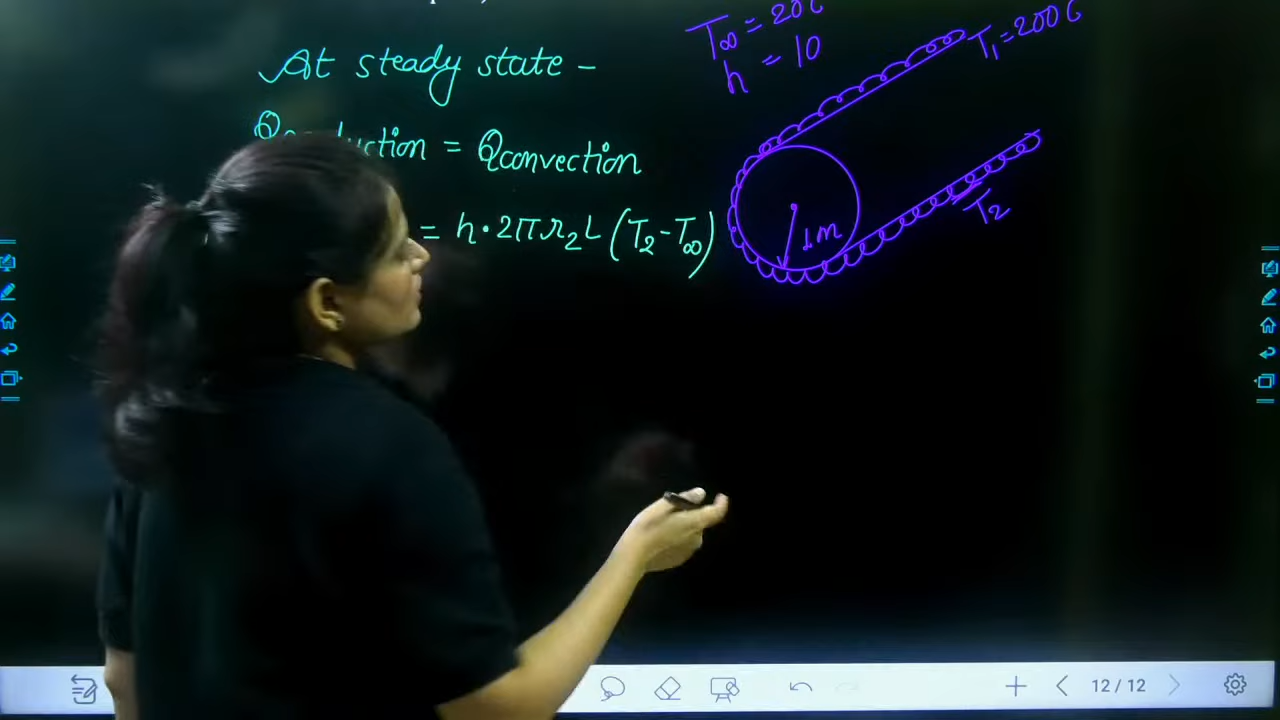 At steady state -
= Qconvection
= h·2πr₂L (T₂-T∞)
T∞ = 20C
h = 10
T₁=200C
1m
T₂
12/12